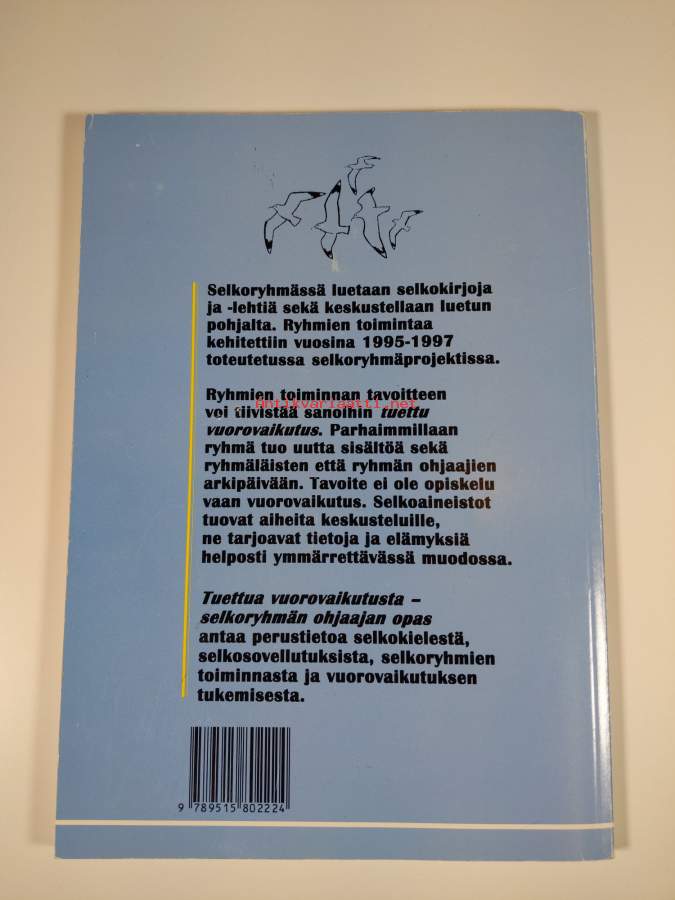 Selkoryhmässä luetaan selkokirjoja
ja -lehtiä sekä keskustellaan luetun
pohjalta. Ryhmien toimintaa
kehitettiin vuosina 1995-1997
toteutetussa selkoryhmäprojektissa.
Ryhmien toiminnan tavoitteen
Antikvariaatti.net
voi tiivistää sanoihin tuettu
vuorovaikutus. Parhaimmillaan
ryhmä tuo uutta sisältöä sekä
ryhmäläisten että ryhmän ohjaajien
arkipäivään. Tavoite ei ole opiskelu
vaan vuorovaikutus. Selkoaineistot
tuovat aiheita keskusteluille,
ne tarjoavat tietoja ja elämyksiä
helposti ymmärrettävässä muodossa.
Tuettua vuorovaikutusta –
selkoryhmän ohjaajan opas
antaa perustietoa selkokielestä,
selkosovellutuksista, selkoryhmien
toiminnasta ja vuorovaikutuksen
tukemisesta.
9 789515 802224